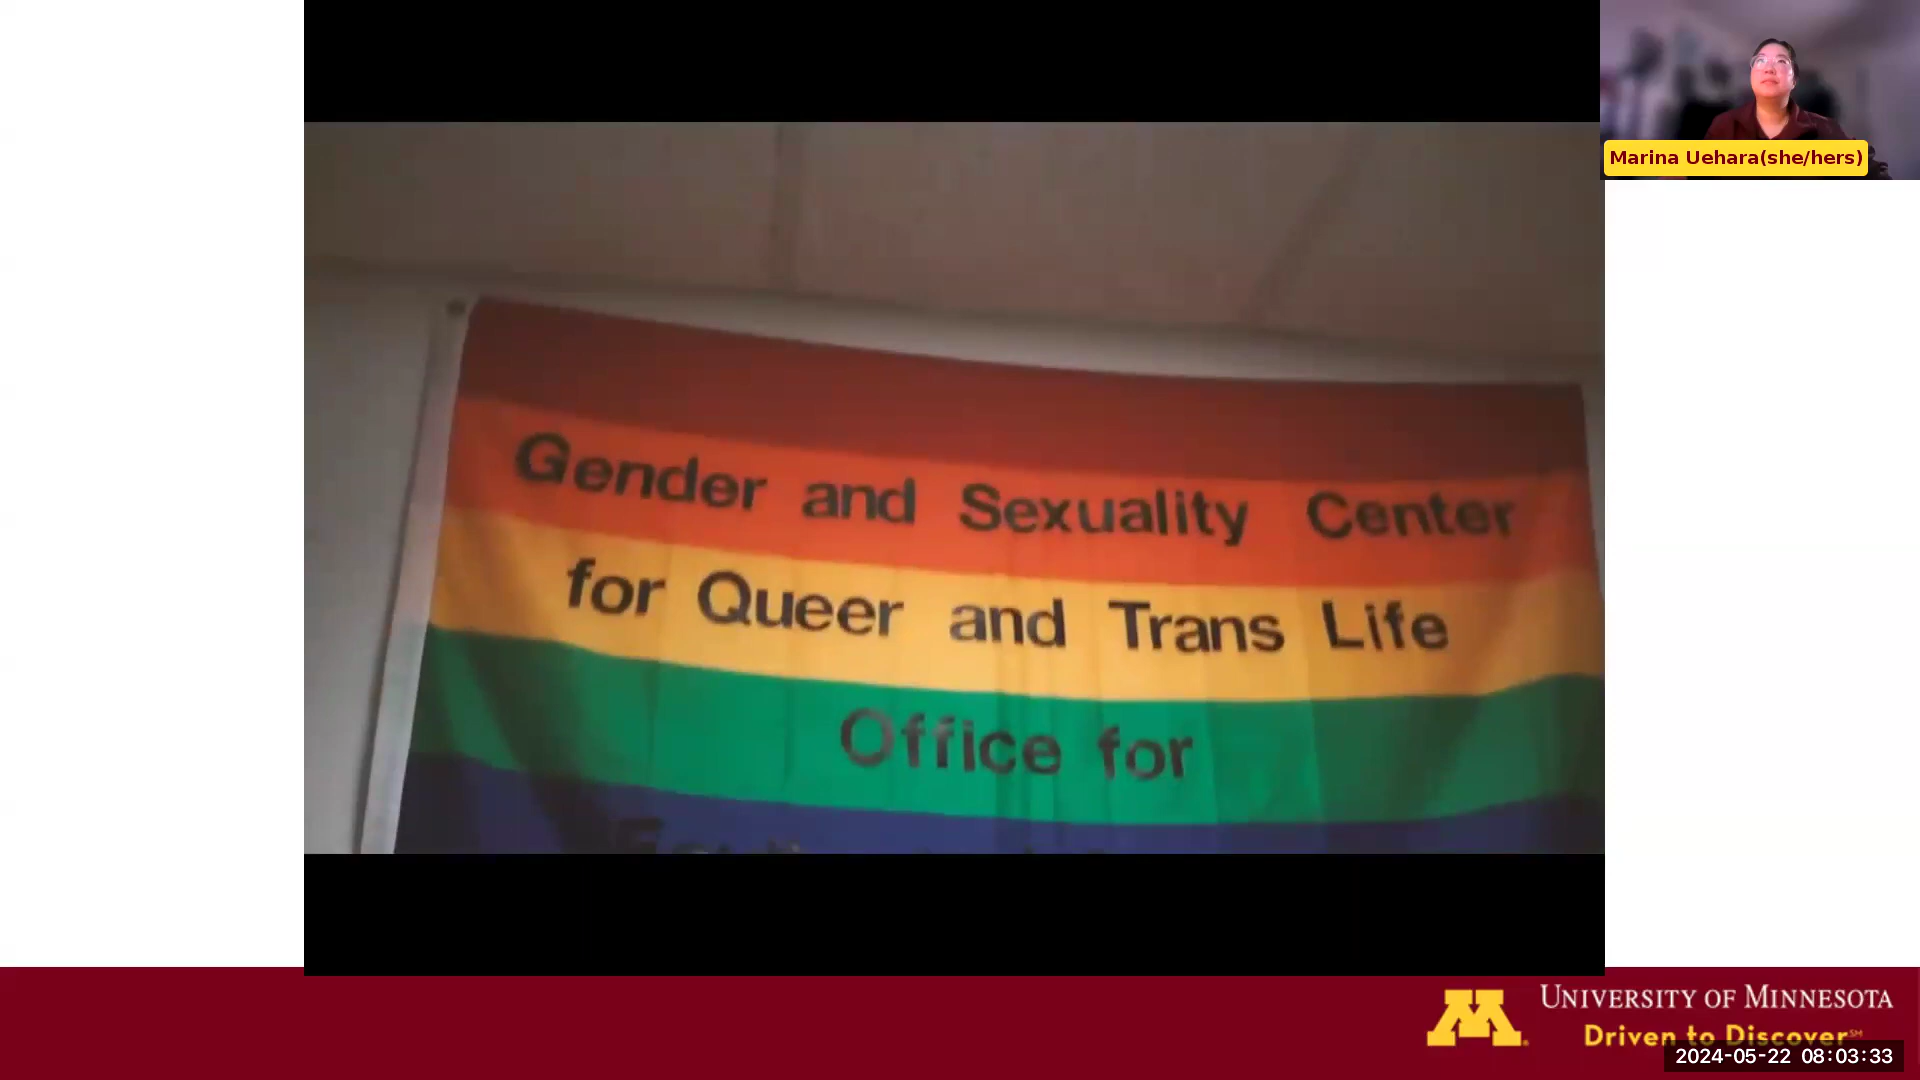 Marina Uehara(she/hers)
Gender and Sexuality Center
for Queer and Trans Life
Office for
M
UNIVERSITY OF MINNESOTA
Driven to Discover℠
2024-05-22 08:03:33